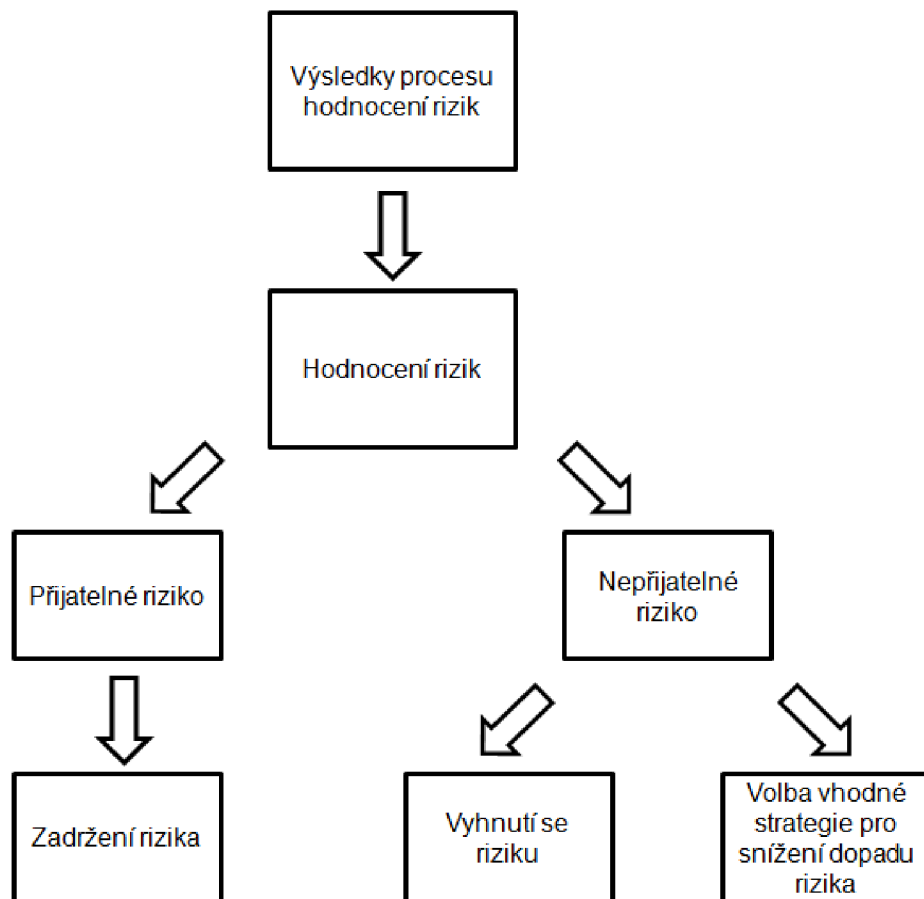 Výsledky procesu
hodnocení rizik
Hodnocení rizik
Přijatelné riziko
Nepřijatelné
riziko
Zadržení rizika
Vyhnutí se
riziku
Volba vhodné
strategie pro
snížení dopadu
rizika